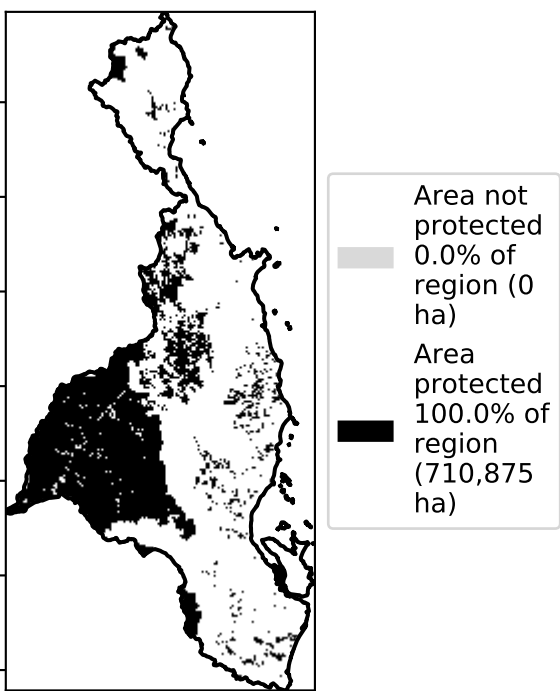 Area not
protected
0.0% of
region (0
ha)
Area
protected
100.0% of
region
(710,875
ha)